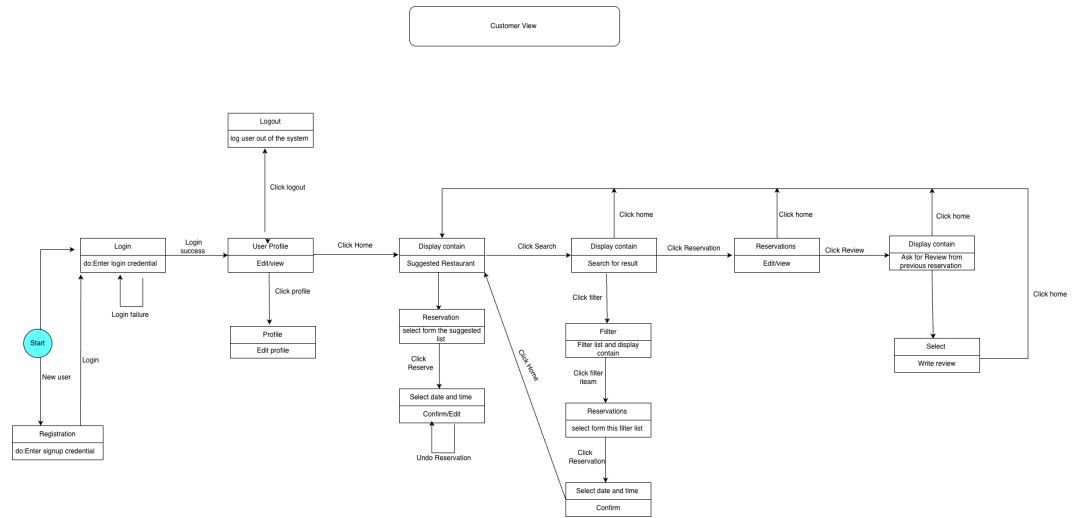 Customer View
Logout
log user out of the system
Click logout
Click home
Click home
Click home
Login
do:Enter login credential
Login
success
User Profile
Edit/view
Click Home
Display contain
Suggested Restaurant
Click Search
Display contain
Search for result
Click Reservation
Reservations
Edit/view
Click Review
Display contain
Ask for Review from
previous reservation
Click home
Login failure
Click profile
Click filter
Start
Profile
Edit profile
Reservation
select form the suggested
list
Fillter
Filter list and display
contain
Select
Write review
Login
Click
Reserve
Click Home
New user
Click filter
iteam
Select date and time
Confirm/Edit
Reservations
select form this filter list
Registration
do:Enter signup credential
Undo Reservation
Click
Reservation
Select date and time
Confirm